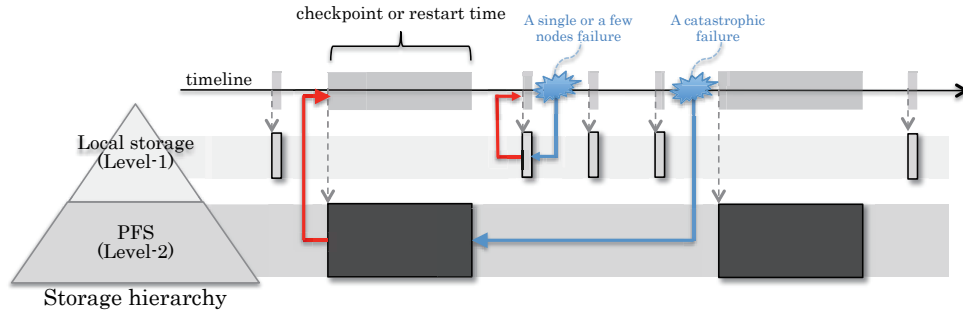 checkpoint or restart time
A single or a few
nodes failure
A catastrophic
failure
timeline
Local storage
(Level-1)
PFS
(Level-2)
Storage hierarchy